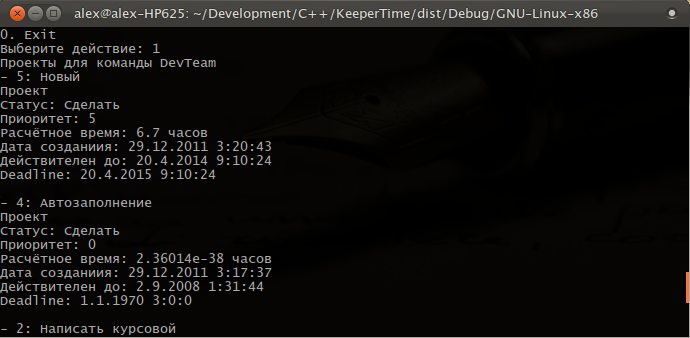 alex@alex-HP625: ~/Development/C++/KeeperTime/dist/Debug/GNU-Linux-x86
0. Exit
Выберите действие: 1
Проекты для команды DevTeam
- 5: Новый
Проект
Статус: Сделать
Приоритет: 5
Расчётное время: 6.7 часов
Дата созданиия: 29.12.2011 3:20:43
Действителен до: 20.4.2014 9:10:24
Deadline: 20.4.2015 9:10:24
- 4: Автозаполнение
Проект
Статус: Сделать
Приоритет: 0
Расчётное время: 2.36014e-38 часов
Дата созданиия: 29.12.2011 3:17:37
Действителен до: 2.9.2008 1:31:44
Deadline: 1.1.1970 3:0:0
- 2: Написать курсовой